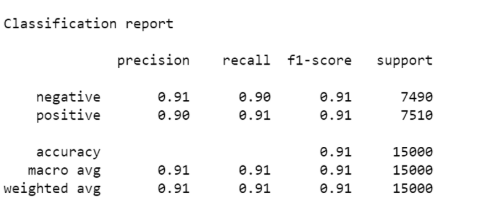 Classification report
precision recall f1-score support
negative 0.91 0.90 0.91 7490
positive 0.90 0.91 0.91 7510
accuracy 0.91 15000
macro avg 0.91 0.91 0.91 15000
weighted avg 0.91 0.91 0.91 15000